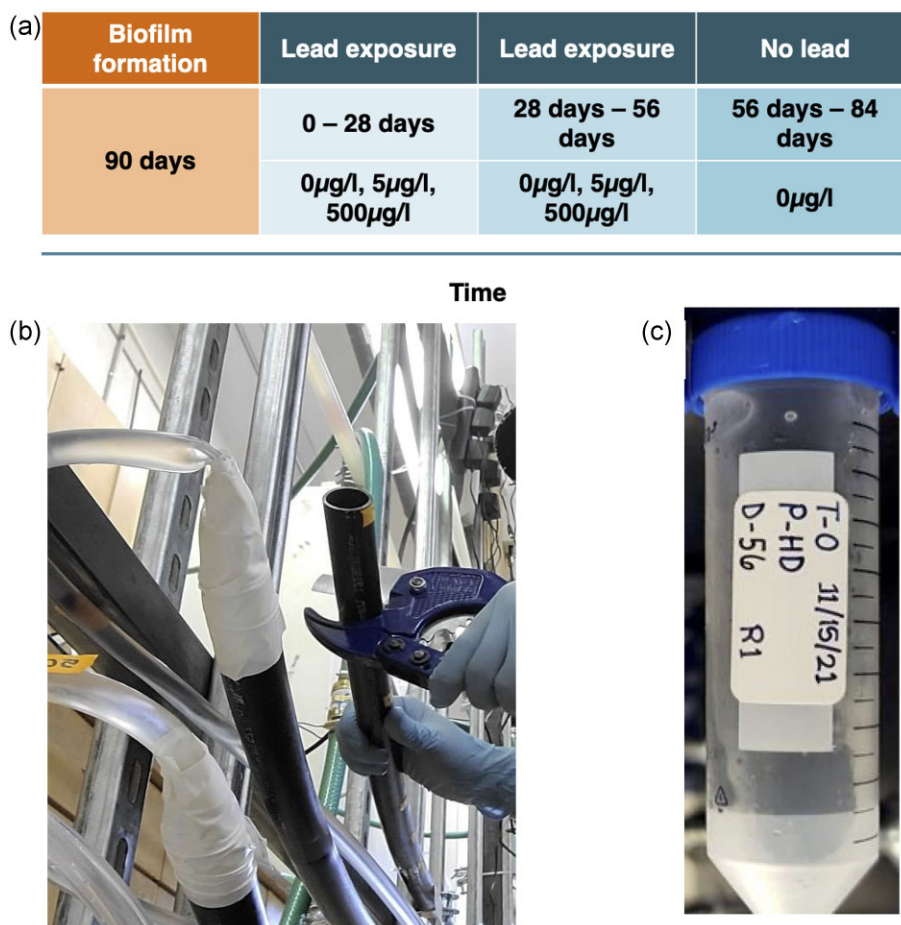 (a)
Biofilm
formation
Lead exposure
Lead exposure
No lead
90 days
0 – 28 days
28 days – 56
days
56 days – 84
days
0µg/l, 5µg/l,
500µg/l
0µg/l, 5µg/l,
500µg/l
0µg/l
Time
(b)
(c)
T-0 11/15/21
P-HD
D-56 R1